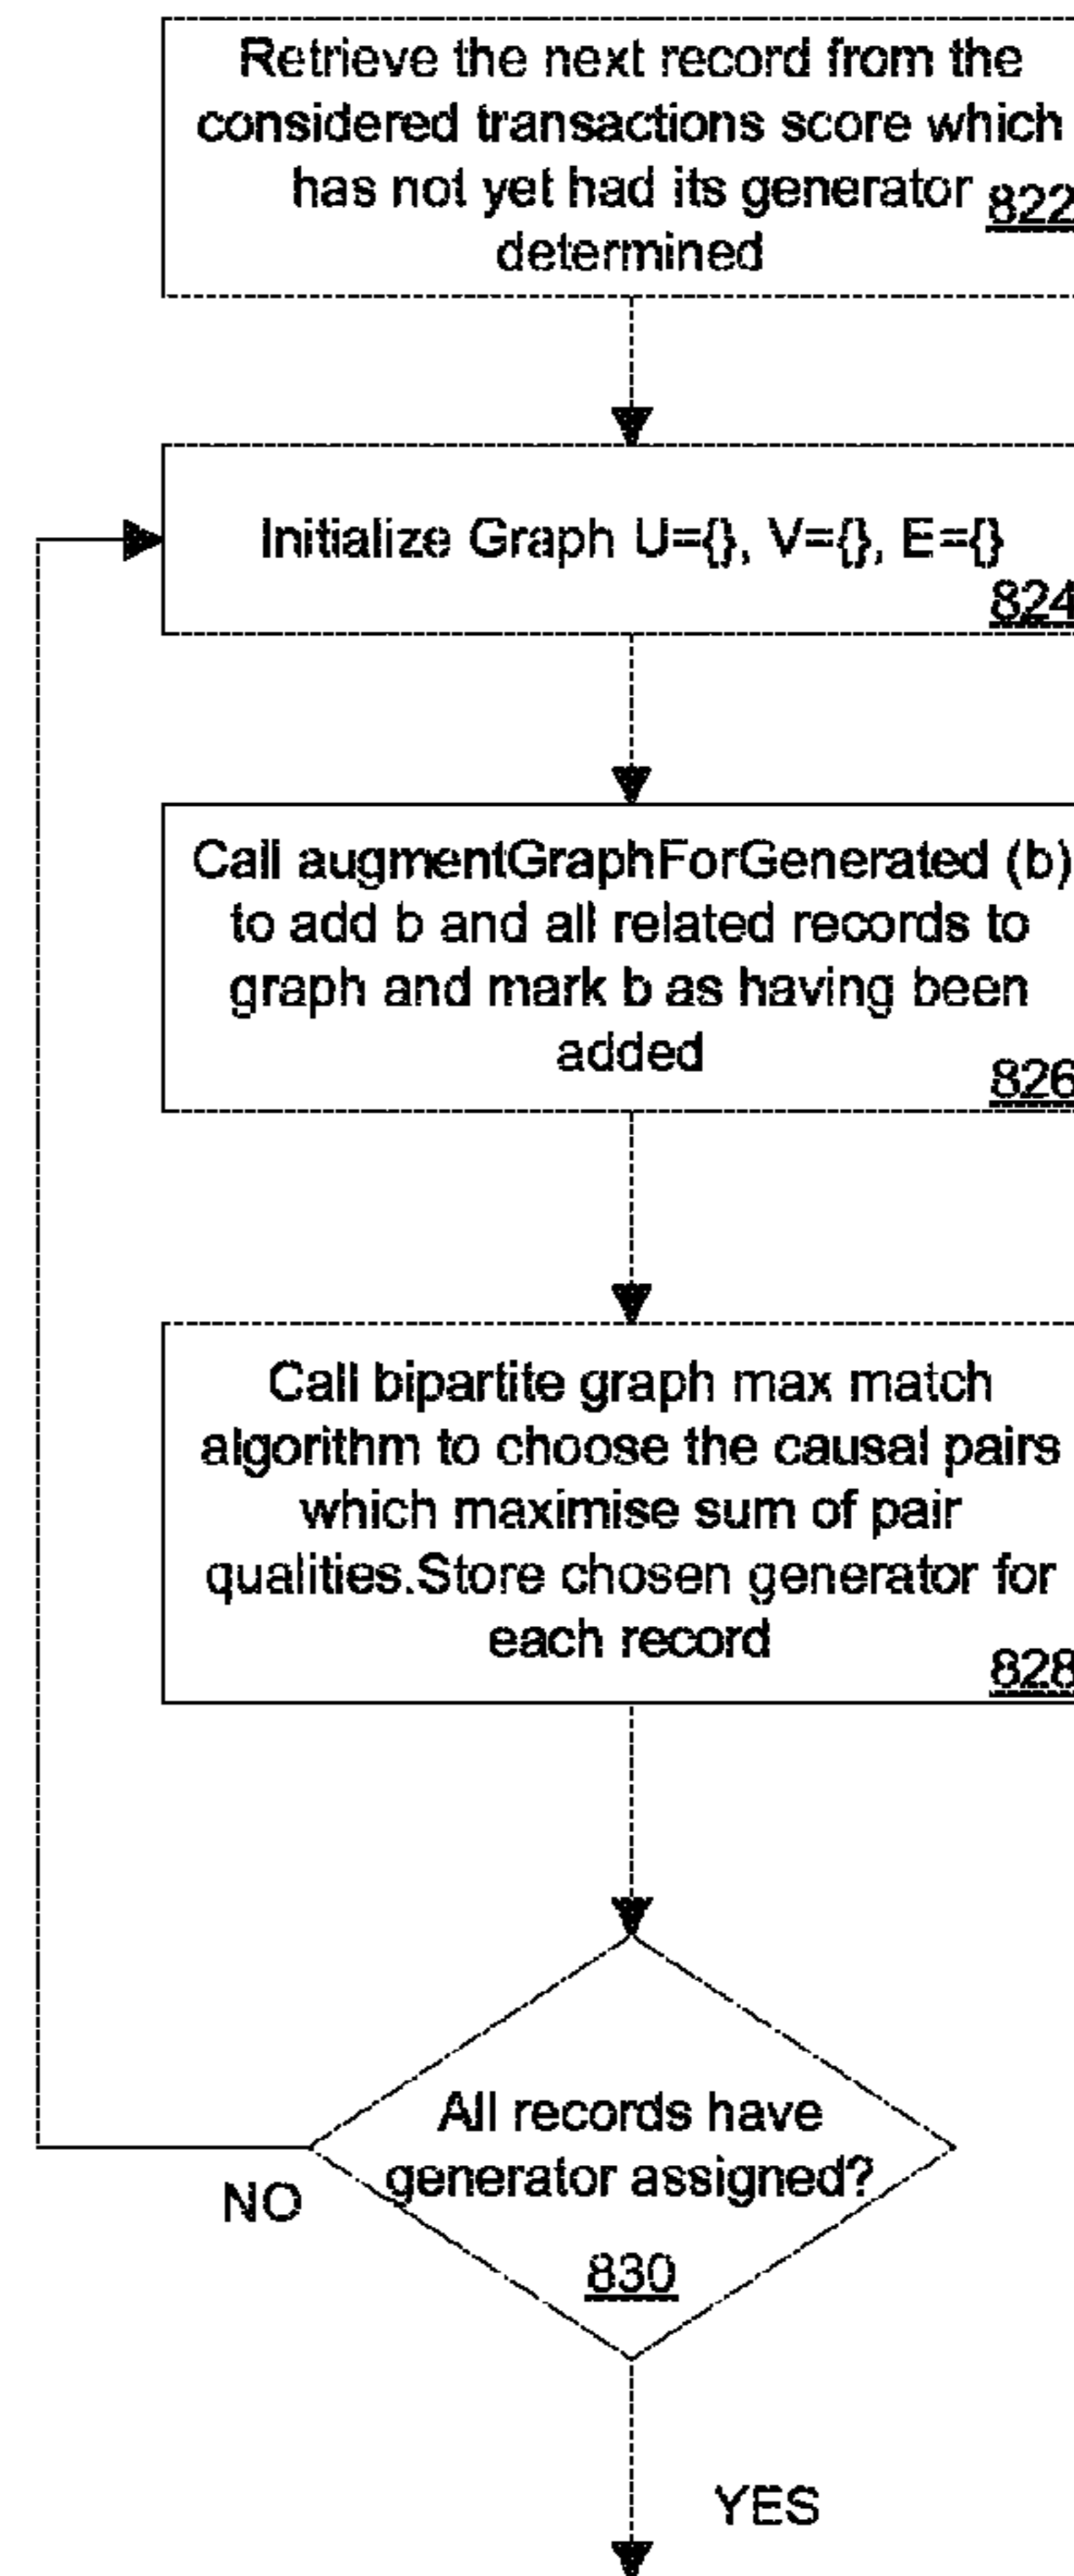 Retrieve the next record from the
considered transactions score which
has not yet had its generator 822
determined
Initialize Graph U={}, V={}, E={}
824
Call augmentGraphForGenerated (b)
to add b and all related records to
graph and mark b as having been
added
826
Call bipartite graph max match
algorithm to choose the causal pairs
which maximise sum of pair
qualities.Store chosen generator for
each record
828
All records have
generator assigned?
NO
830
YES